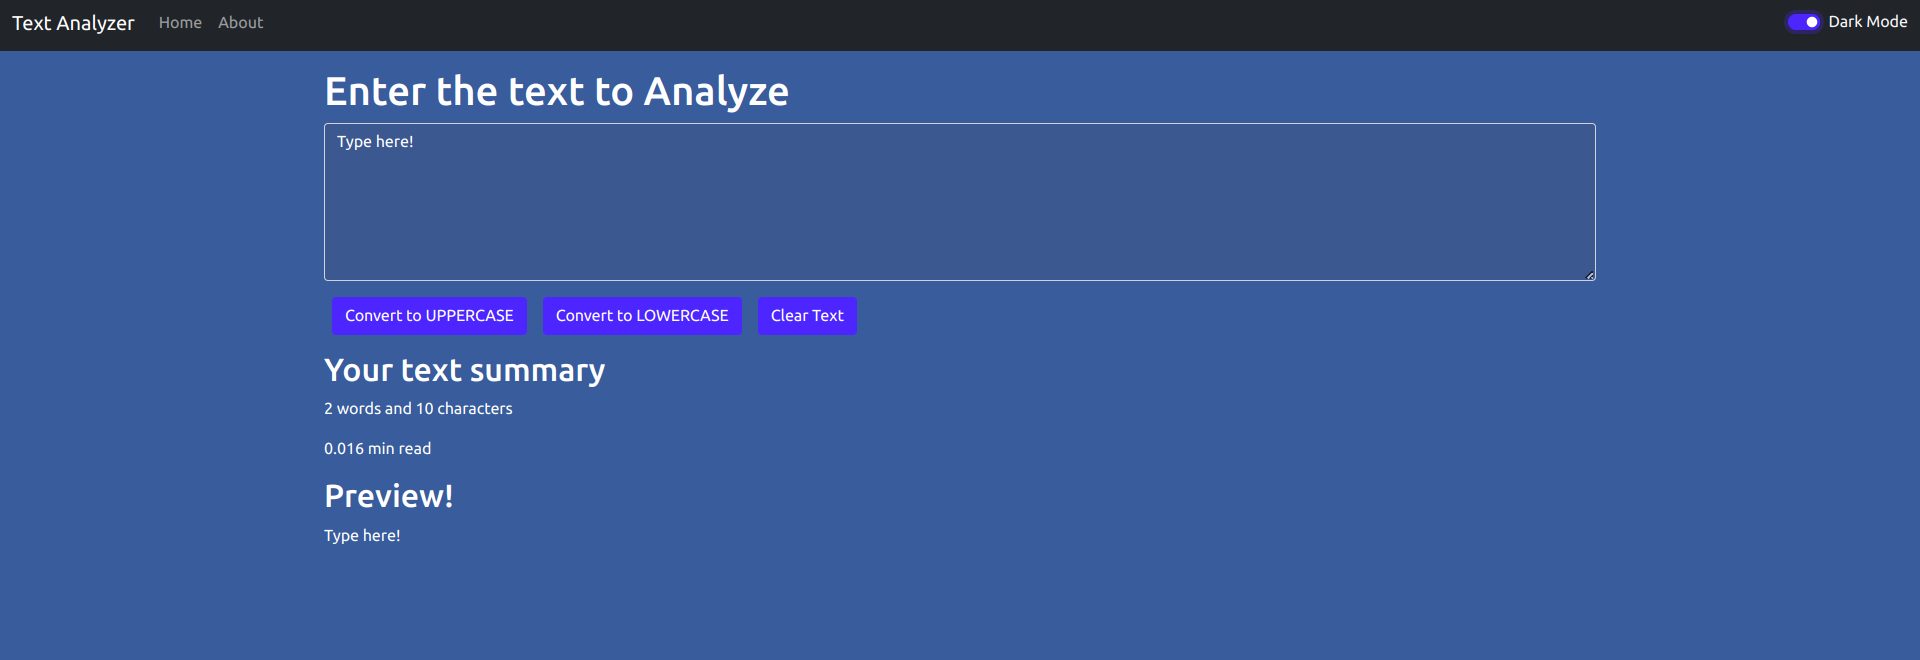 Text Analyzer Home About Dark Mode
Enter the text to Analyze
Type here!
Convert to UPPERCASE Convert to LOWERCASE Clear Text
Your text summary
2 words and 10 characters
0.016 min read
Preview!
Type here!